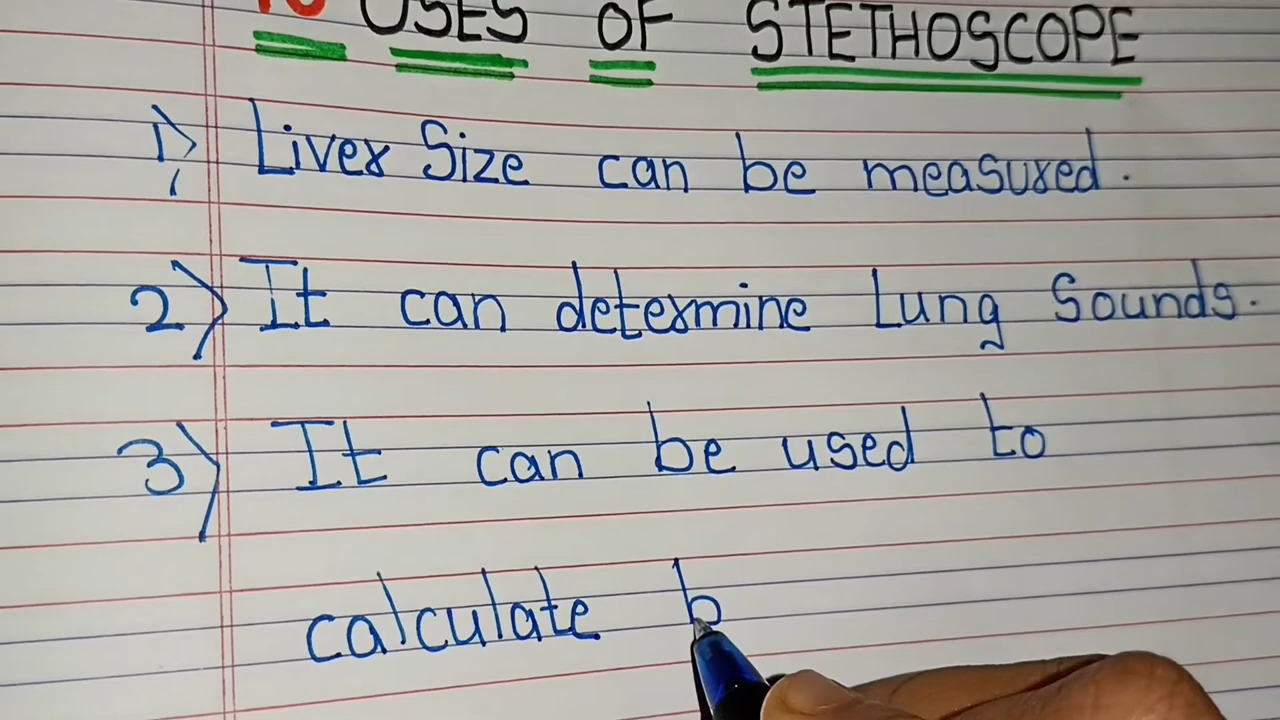 10 USES OF STETHOSCOPE
1) Liver Size can be measured.
2) It can determine Lung Sounds.
3) It can be used to
calculate b